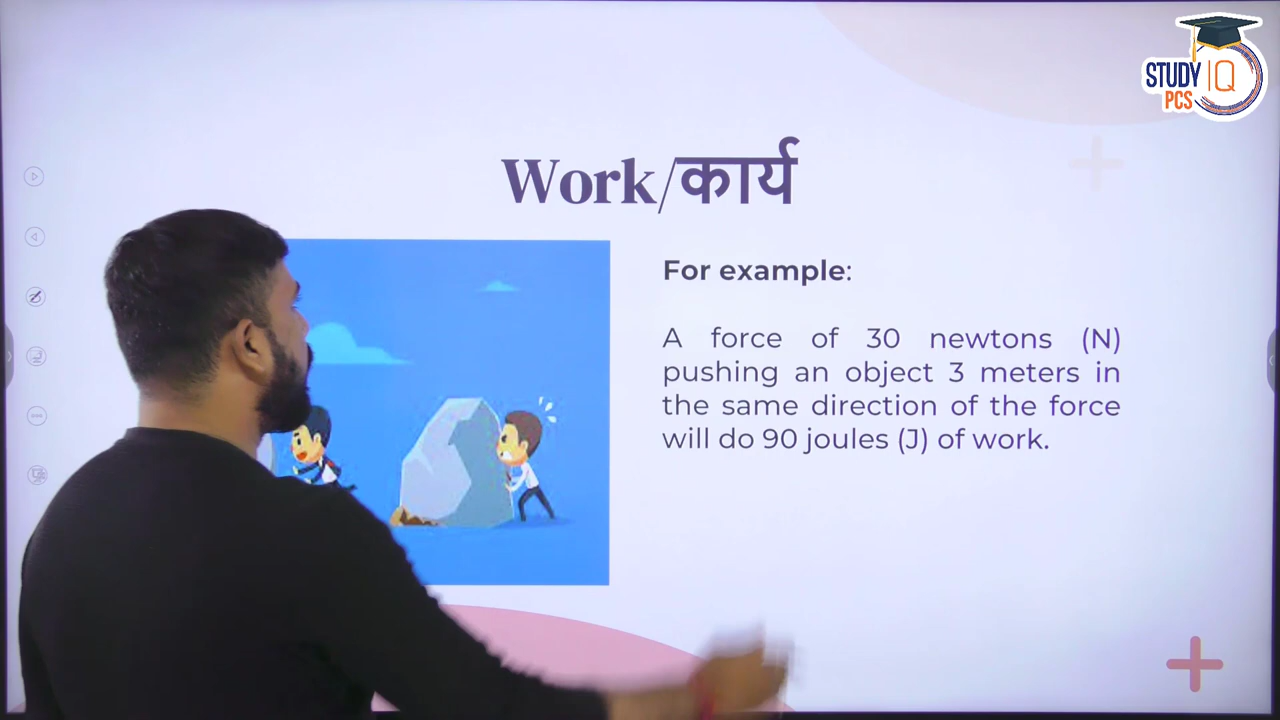 STUDY IQ
PCS
Work/कार्य
For example:
A force of 30 newtons (N)
pushing an object 3 meters in
the same direction of the force
will do 90 joules (J) of work.